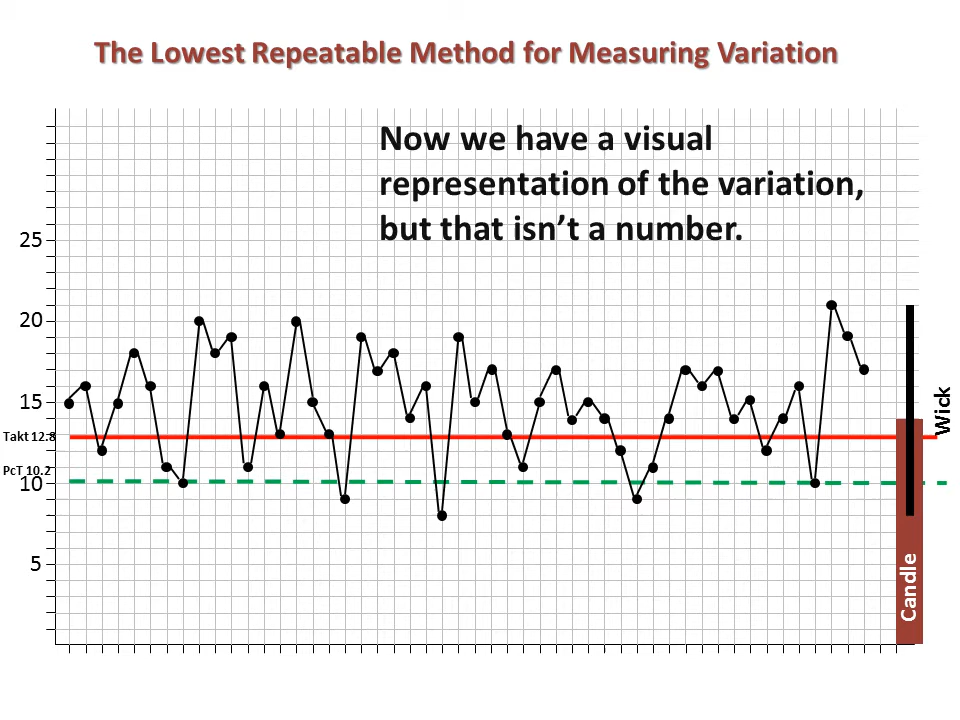 The Lowest Repeatable Method for Measuring Variation
Now we have a visual
representation of the variation,
but that isn’t a number.
25
20
15
Takt 12.8
PcT 10.2
10
5
Wick
Candle